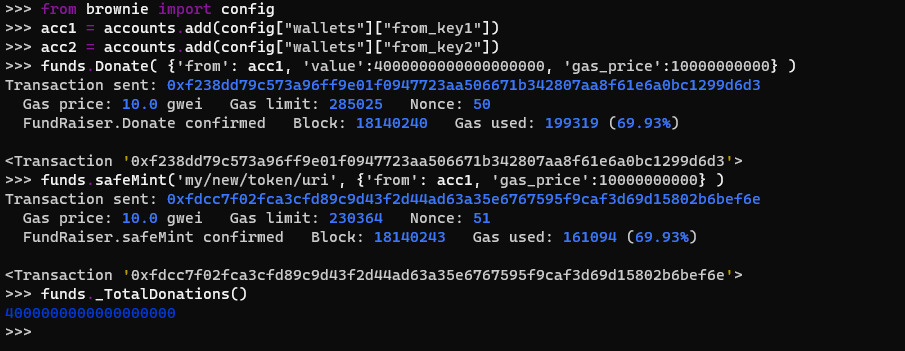 >>> from brownie import config
>>> acc1 = accounts.add(config["wallets"]["from_key1"])
>>> acc2 = accounts.add(config["wallets"]["from_key2"])
>>> funds.Donate( {'from': acc1, 'value':4000000000000000000, 'gas_price':10000000000} )
Transaction sent: 0xf238dd79c573a96ff9e01f0947723aa506671b342807aa8f61e6a0bc1299d6d3
  Gas price: 10.0 gwei   Gas limit: 285025   Nonce: 50
  FundRaiser.Donate confirmed   Block: 18140240   Gas used: 199319 (69.93%)

<Transaction '0xf238dd79c573a96ff9e01f0947723aa506671b342807aa8f61e6a0bc1299d6d3'>
>>> funds.safeMint('my/new/token/uri', {'from': acc1, 'gas_price':10000000000} )
Transaction sent: 0xfdcc7f02fca3cfd89c9d43f2d44ad63a35e6767595f9caf3d69d15802b6bef6e
  Gas price: 10.0 gwei   Gas limit: 230364   Nonce: 51
  FundRaiser.safeMint confirmed   Block: 18140243   Gas used: 161094 (69.93%)

<Transaction '0xfdcc7f02fca3cfd89c9d43f2d44ad63a35e6767595f9caf3d69d15802b6bef6e'>
>>> funds._TotalDonations()
4000000000000000000
>>>